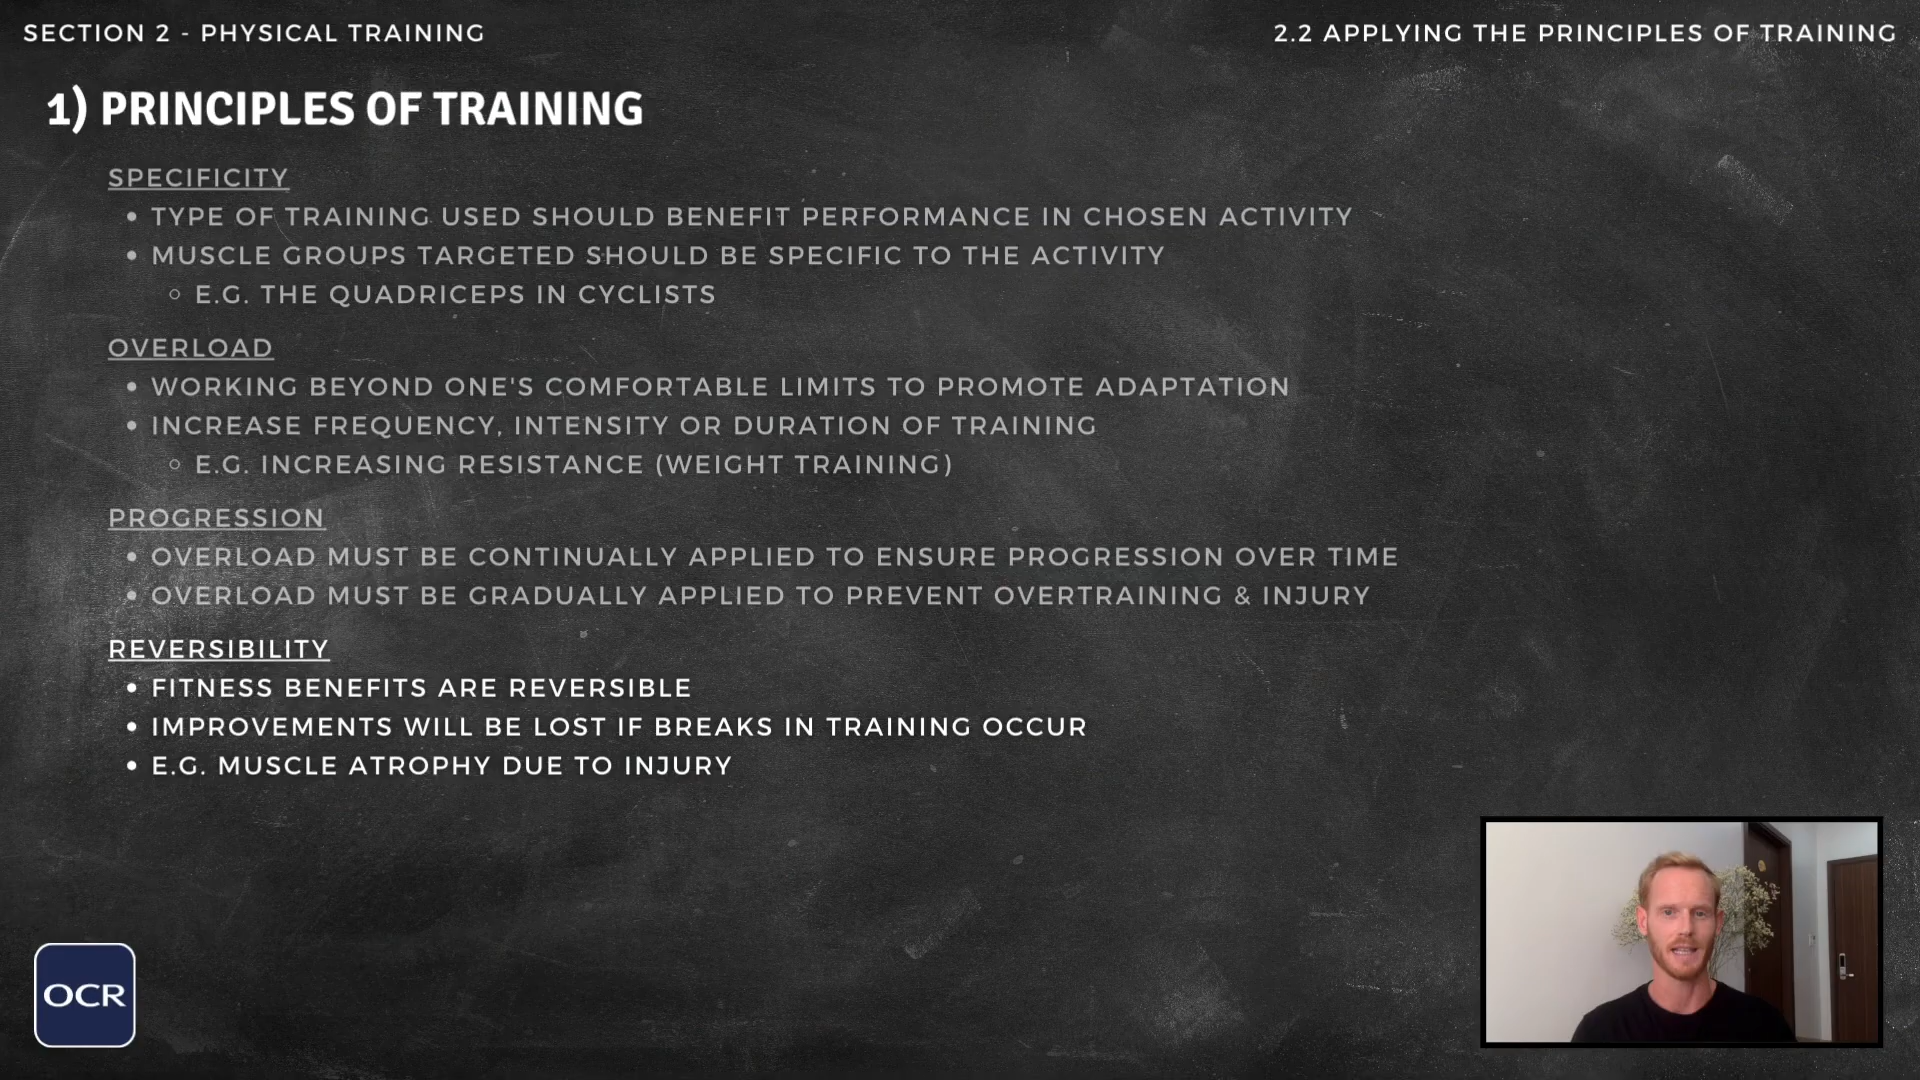 SECTION 2 - PHYSICAL TRAINING
2.2 APPLYING THE PRINCIPLES OF TRAINING
1) PRINCIPLES OF TRAINING
SPECIFICITY
• TYPE OF TRAINING USED SHOULD BENEFIT PERFORMANCE IN CHOSEN ACTIVITY
• MUSCLE GROUPS TARGETED SHOULD BE SPECIFIC TO THE ACTIVITY
◦ E.G. THE QUADRICEPS IN CYCLISTS
OVERLOAD
• WORKING BEYOND ONE'S COMFORTABLE LIMITS TO PROMOTE ADAPTATION
• INCREASE FREQUENCY, INTENSITY OR DURATION OF TRAINING
◦ E.G. INCREASING RESISTANCE (WEIGHT TRAINING)
PROGRESSION
• OVERLOAD MUST BE CONTINUALLY APPLIED TO ENSURE PROGRESSION OVER TIME
• OVERLOAD MUST BE GRADUALLY APPLIED TO PREVENT OVERTRAINING & INJURY
REVERSIBILITY
• FITNESS BENEFITS ARE REVERSIBLE
• IMPROVEMENTS WILL BE LOST IF BREAKS IN TRAINING OCCUR
• E.G. MUSCLE ATROPHY DUE TO INJURY
OCR